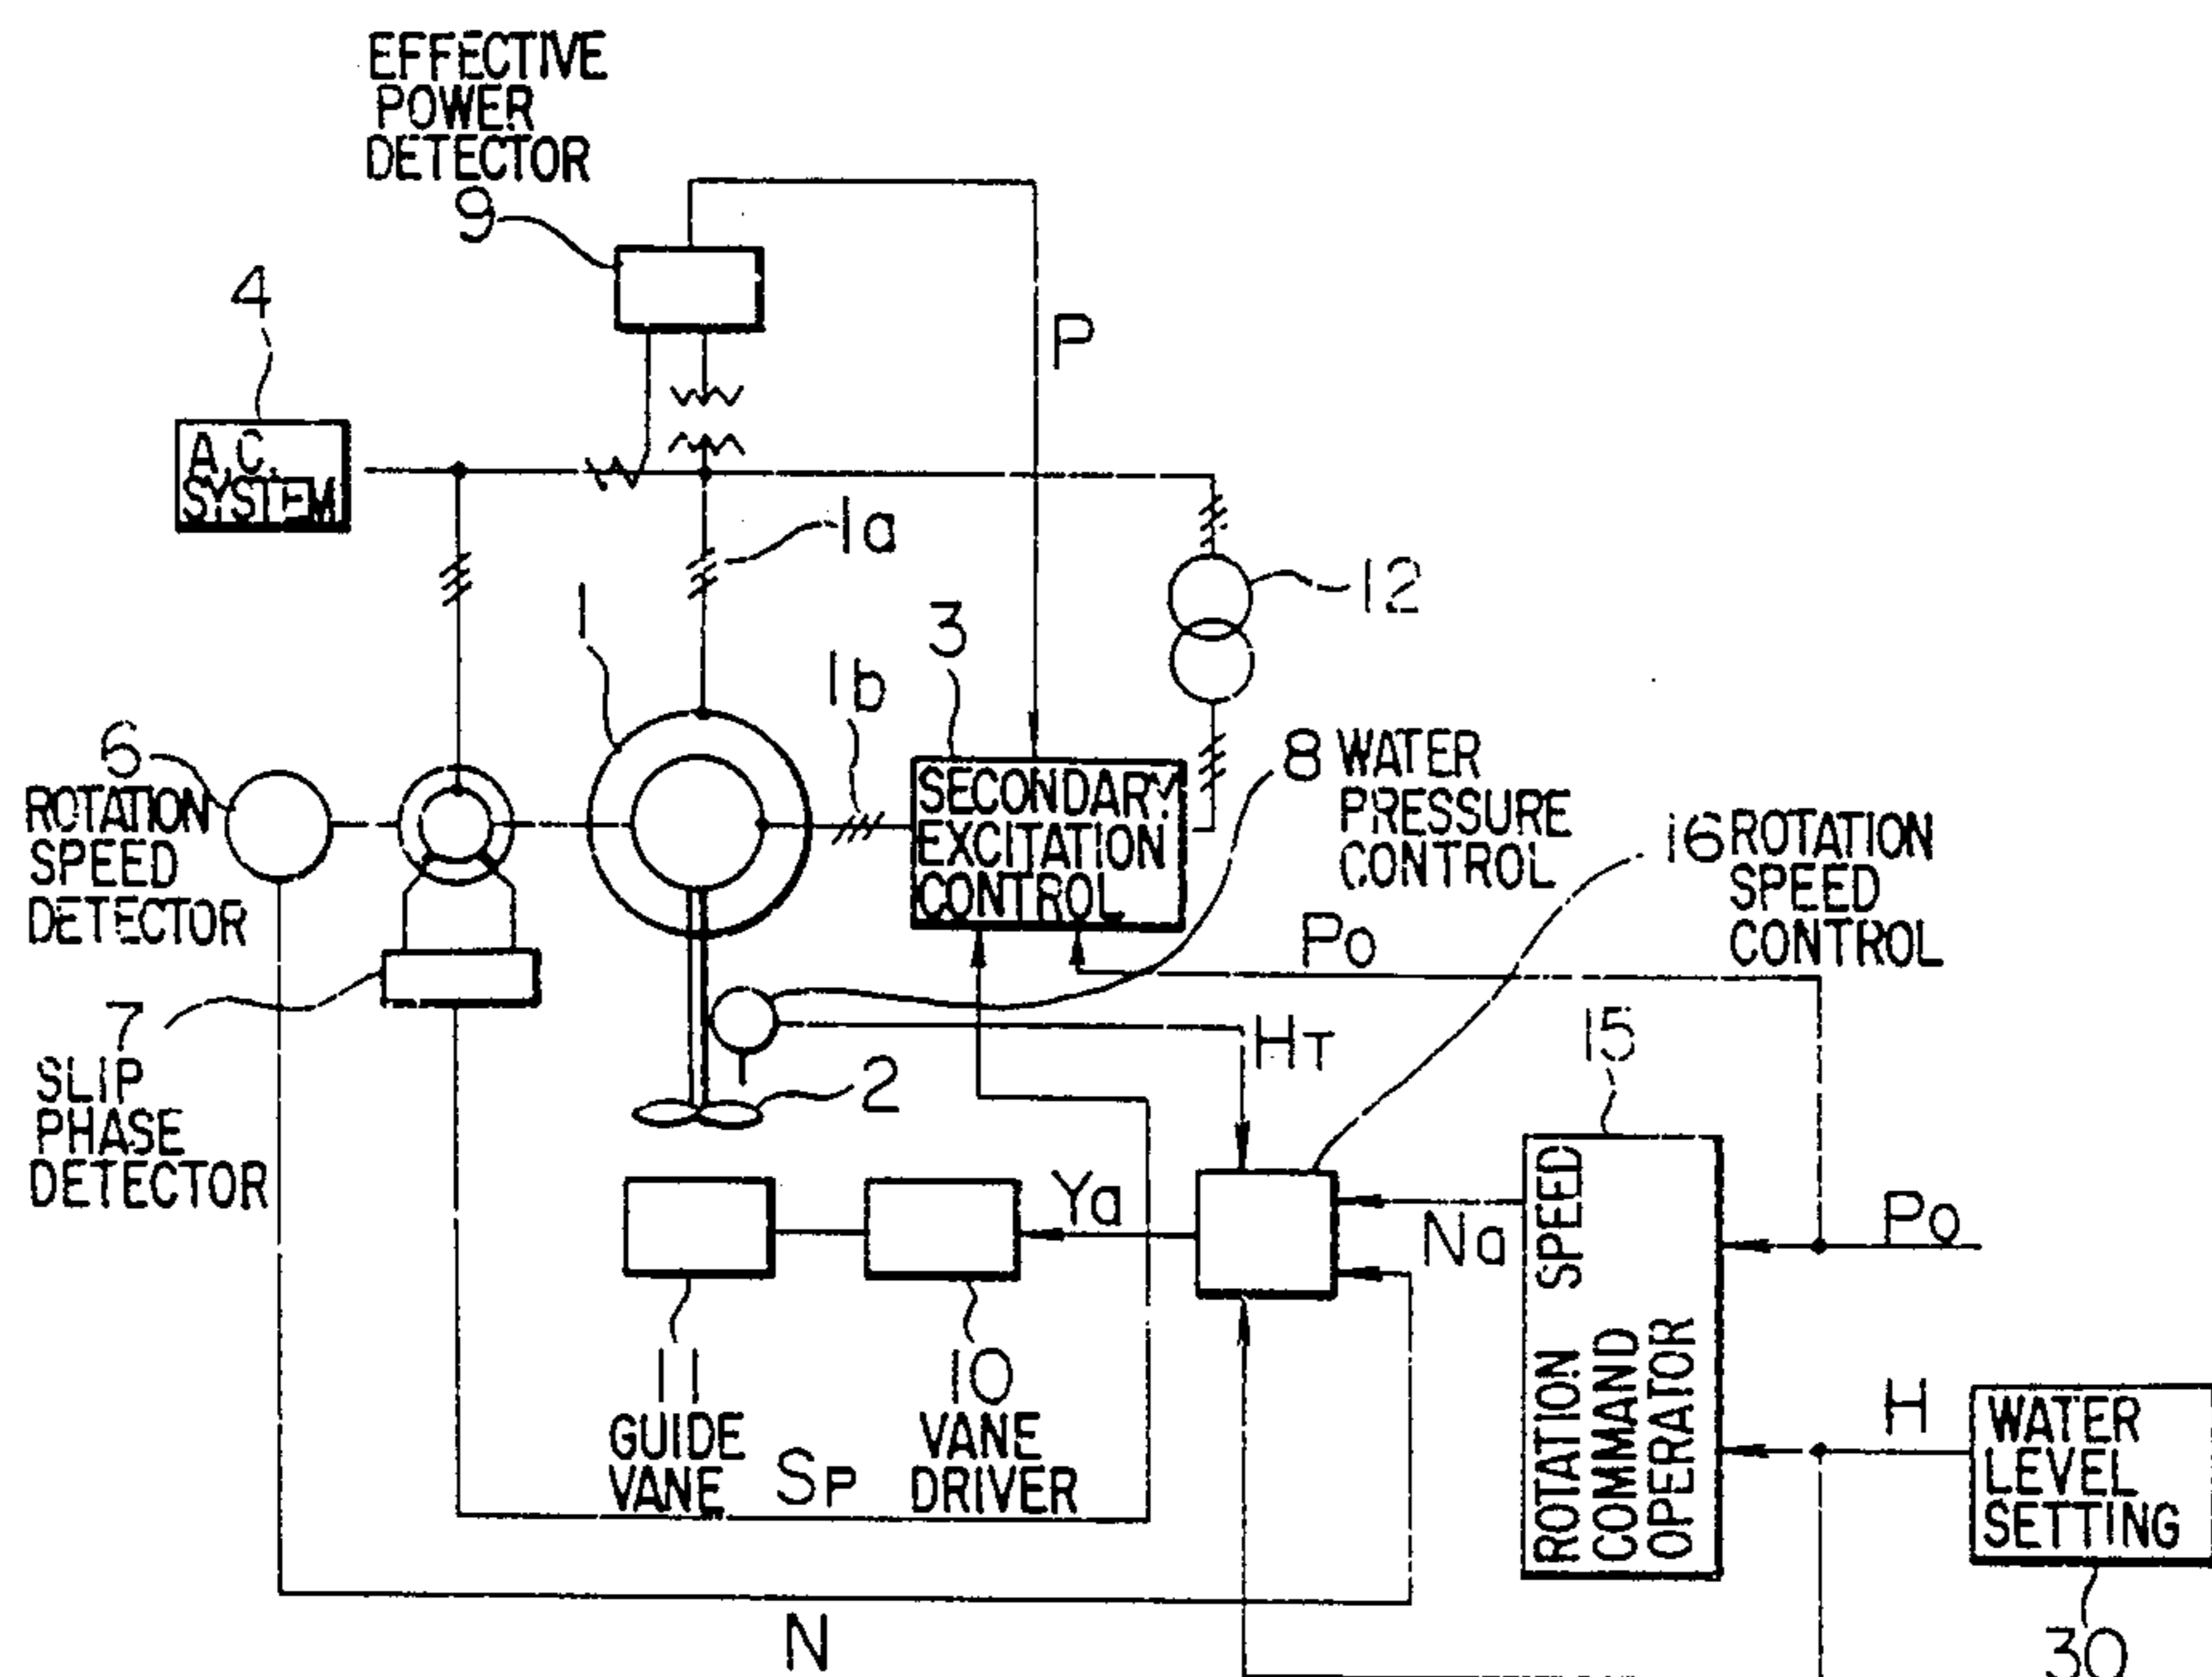 EFFECTIVE
POWER
DETECTOR
9
4
A.C.
SYSTEM
P
1a
12
1
3
1b
6
ROTATION
SPEED
DETECTOR
SECONDARY
EXCITATION
CONTROL
8 WATER
PRESSURE
CONTROL
16 ROTATION
SPEED
CONTROL
Po
7
SLIP
PHASE
DETECTOR
HT
2
15
Ya
Na
Po
ROTATION SPEED
COMMAND
OPERATOR
11
GUIDE
VANE
10
VANE
DRIVER
SP
H
WATER
LEVEL
SETTING
N
30